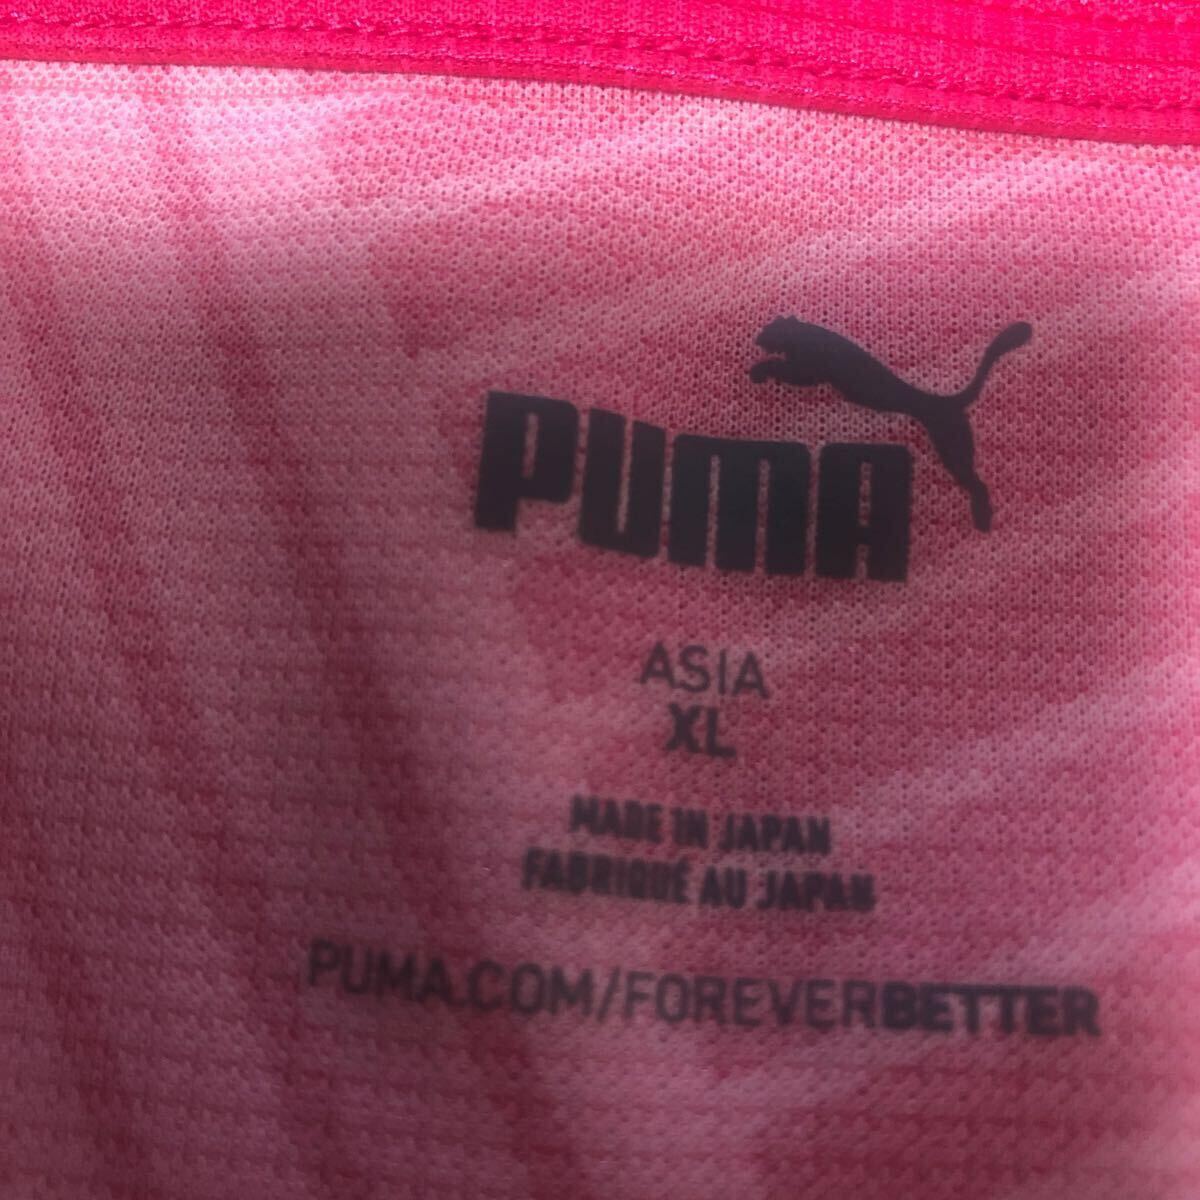 PUMA
ASIA
XL
MADE IN JAPAN
FABRIQUÉ AU JAPAN
PUMA.COM/FOREVERBETTER